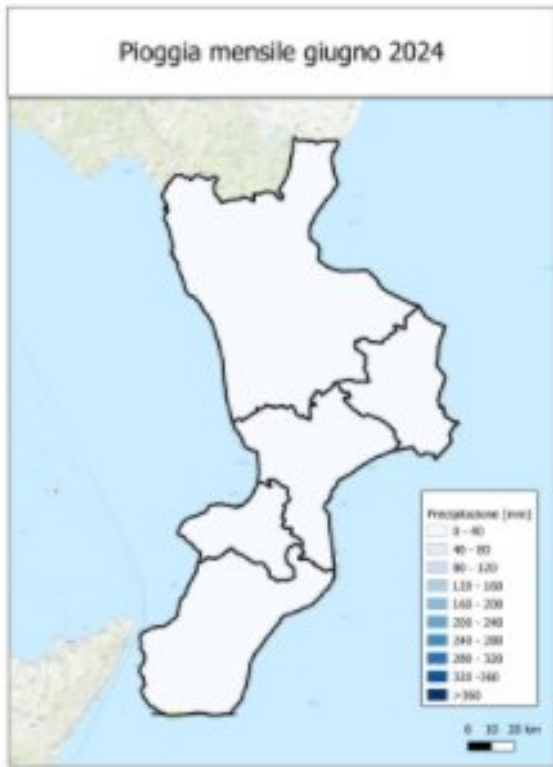 Pioggia mensile giugno 2024
Precipitazione [mm]
0 - 40
40 - 80
80 - 120
120 - 160
160 - 200
200 - 240
240 - 280
280 - 320
320 -360
>360
0 10 20 km